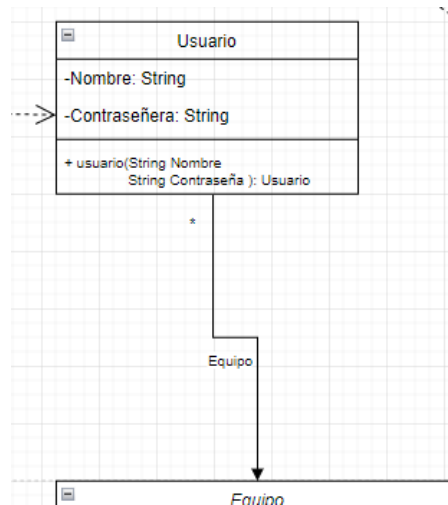 Usuario
-Nombre: String
-Contraseñera: String
+ usuario(String Nombre
String Contraseña ): Usuario
*
Equipo
Equipo